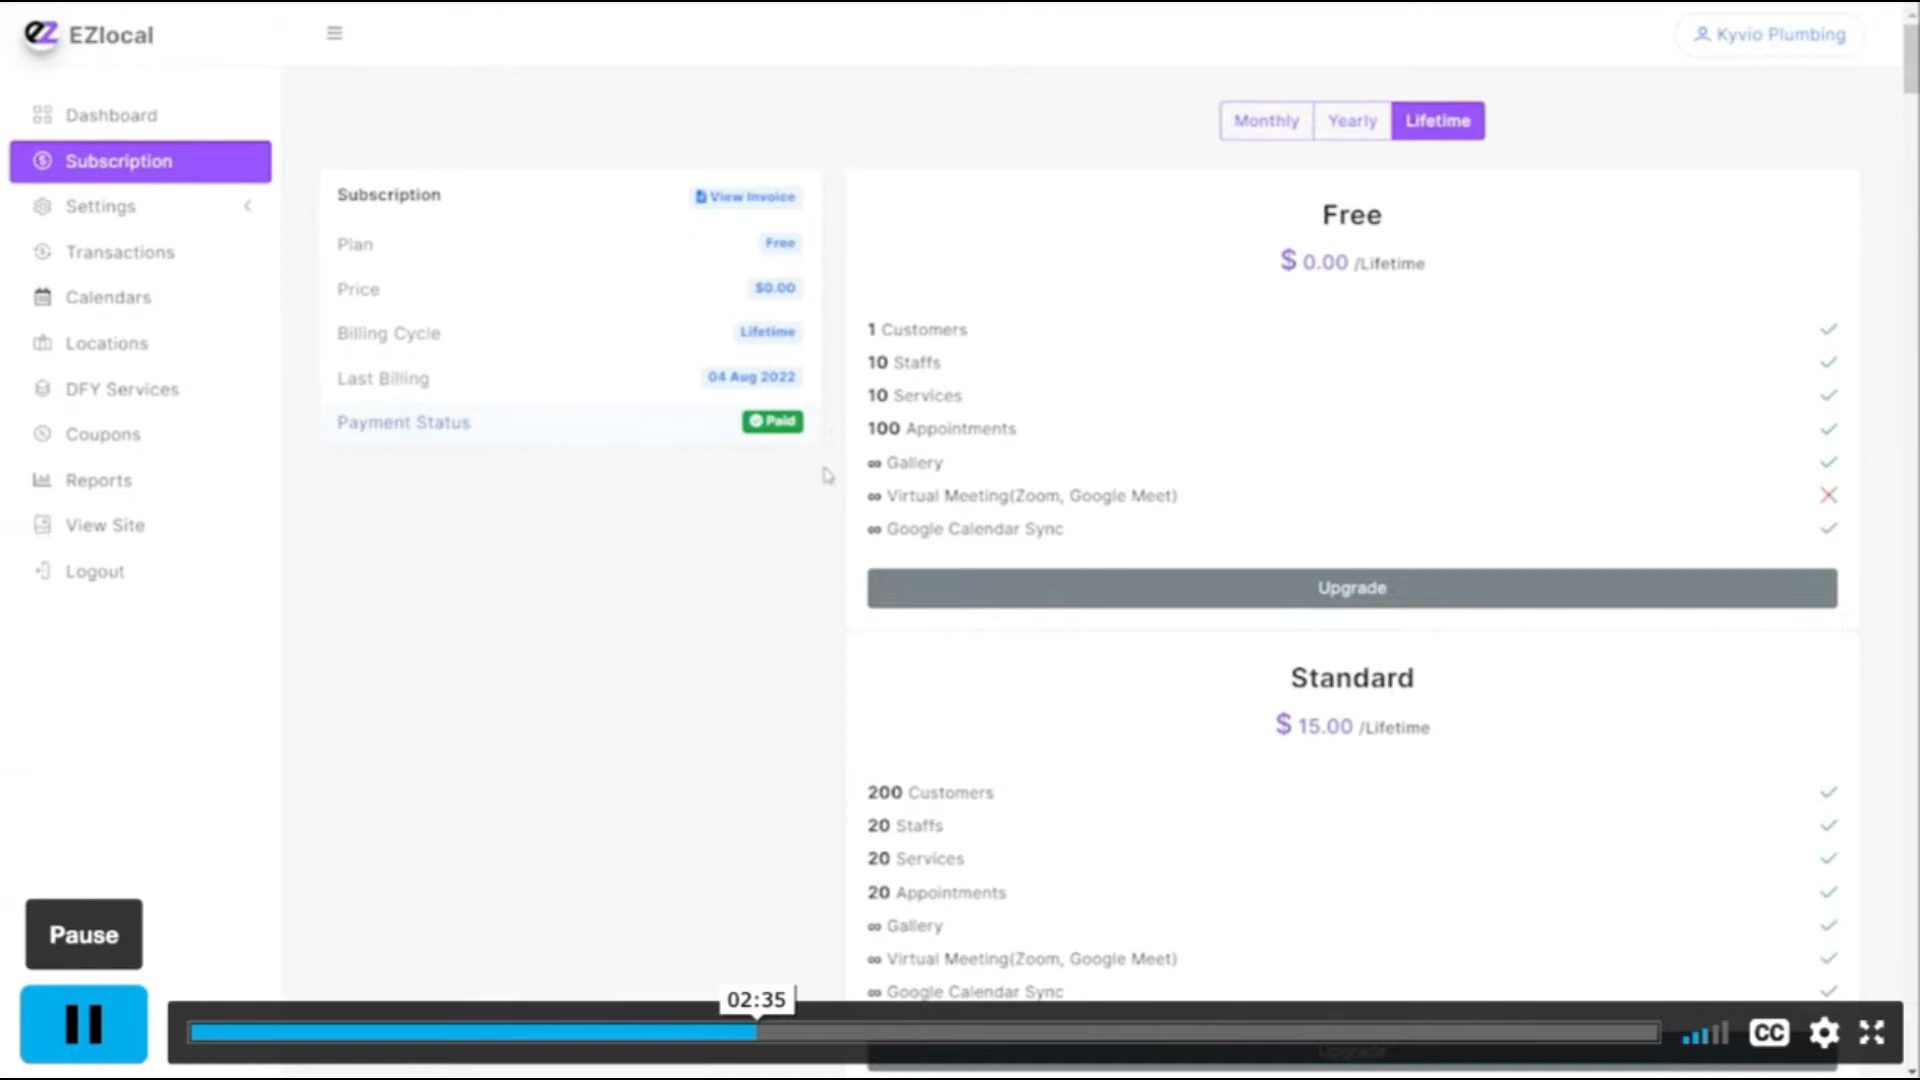 EZlocal
Kyvio Plumbing
Dashboard
Subscription
Settings
Transactions
Calendars
Locations
DFY Services
Coupons
Reports
View Site
Logout
Monthly Yearly Lifetime
Subscription View Invoice
Plan Free
Price $0.00
Billing Cycle Lifetime
Last Billing 04 Aug 2022
Payment Status Paid
Free
$ 0.00 /Lifetime
1 Customers
10 Staffs
10 Services
100 Appointments
∞ Gallery
∞ Virtual Meeting(Zoom, Google Meet)
∞ Google Calendar Sync
Upgrade
Standard
$ 15.00 /Lifetime
200 Customers
20 Staffs
20 Services
20 Appointments
∞ Gallery
∞ Virtual Meeting(Zoom, Google Meet)
∞ Google Calendar Sync
Upgrade
Pause
02:35
CC